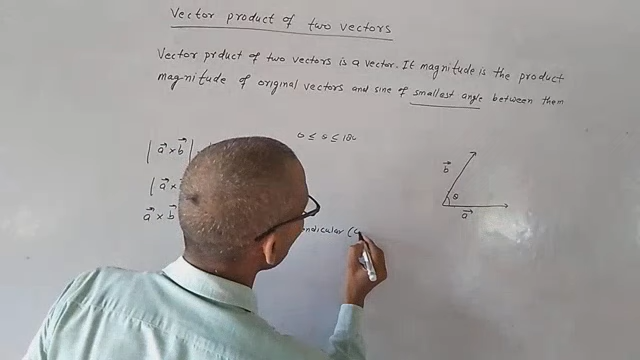 Vector product of two vectors
Vector prduct of two vectors is a vector. It magnitude is the product
magnitude of original vectors and sine of smallest angle between them
| a⃗ × b⃗ |
0 ≤ θ ≤ 180
b⃗
| a⃗ ×
θ
a⃗
a⃗ × b⃗
endicular (